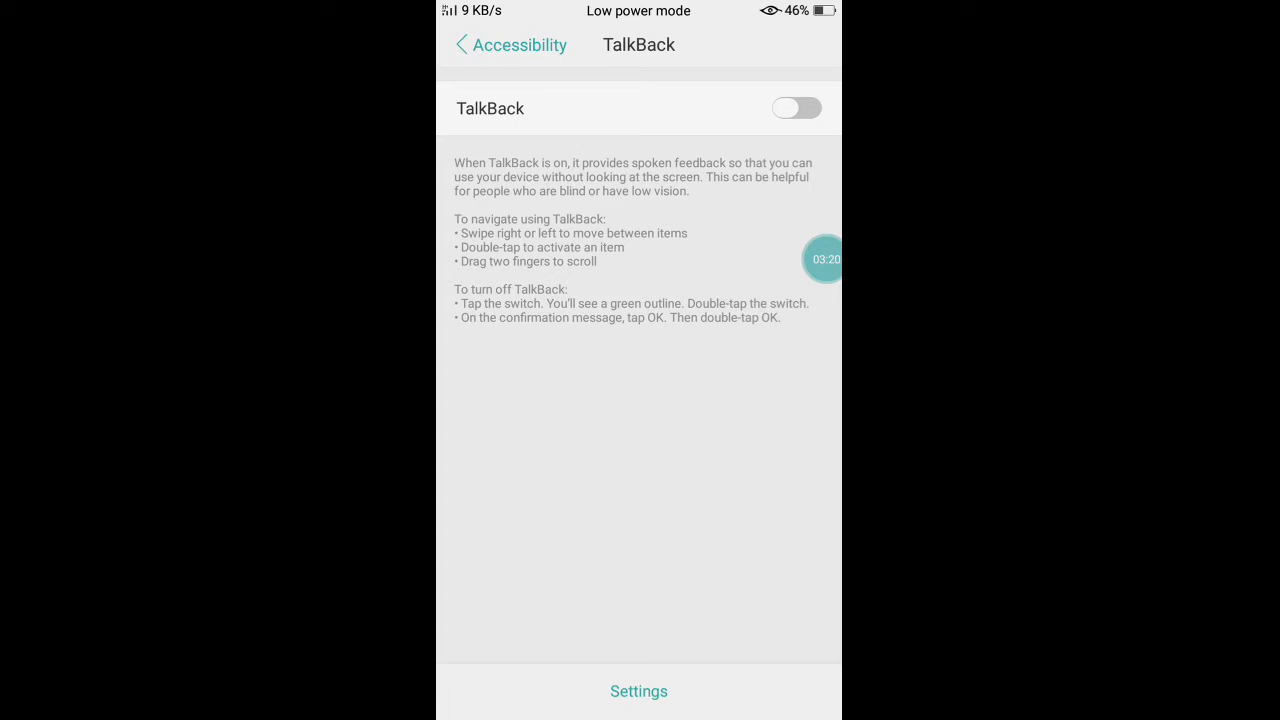 9 KB/s Low power mode 46%
Accessibility TalkBack
TalkBack
When TalkBack is on, it provides spoken feedback so that you can
use your device without looking at the screen. This can be helpful
for people who are blind or have low vision.
To navigate using TalkBack:
• Swipe right or left to move between items
• Double-tap to activate an item
• Drag two fingers to scroll
03:20
To turn off TalkBack:
• Tap the switch. You'll see a green outline. Double-tap the switch.
• On the confirmation message, tap OK. Then double-tap OK.
Settings